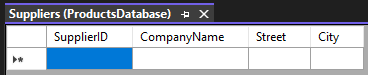 Suppliers (ProductsDatabase)
SupplierID CompanyName Street City